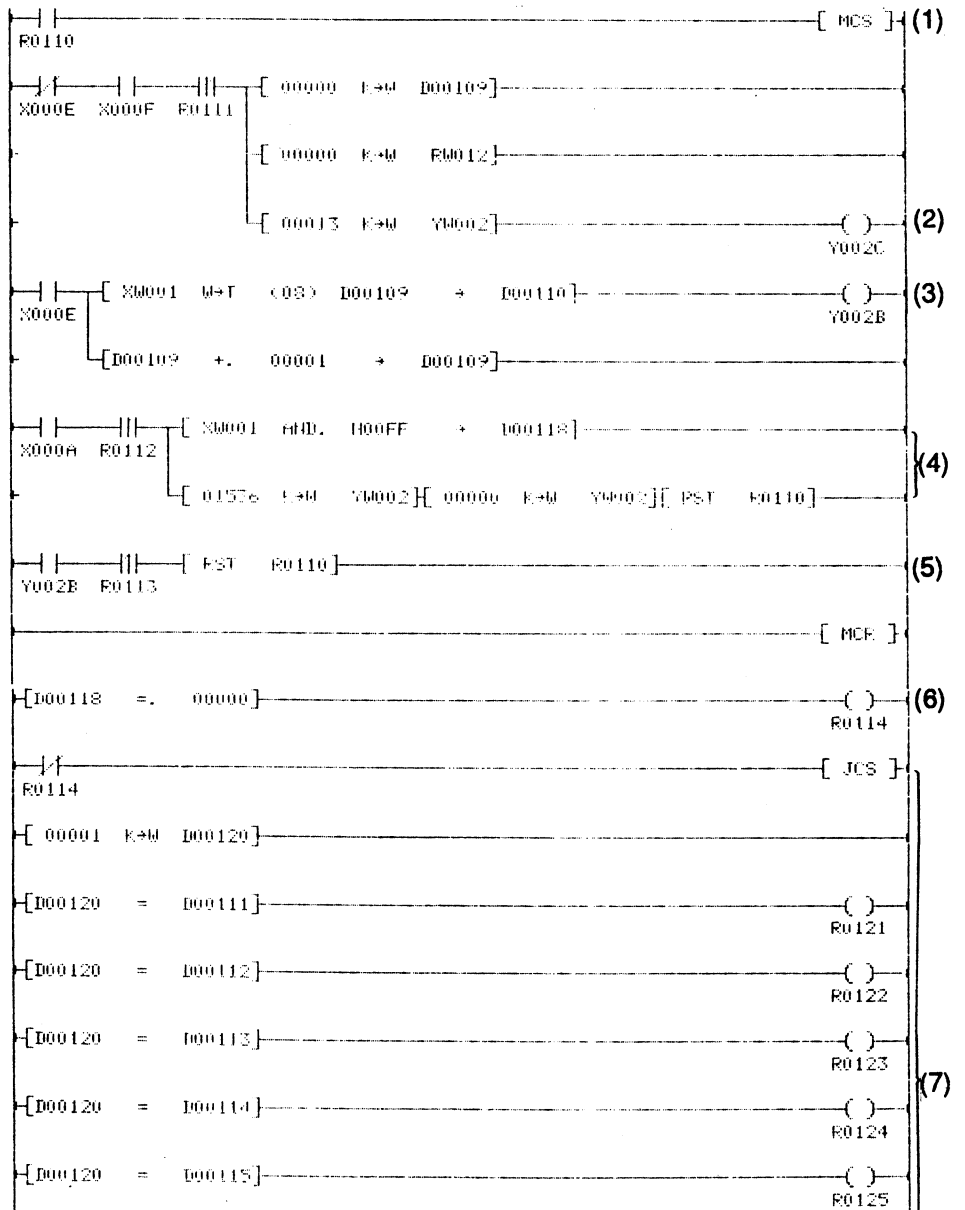 [ MCS ] (1)
R0110
[ 00000 K→W D00109]
X000E X000F R0111
[ 00000 K→W RW012]
[ 00013 K→W YW002] ( ) (2)
Y002C
[ XW001 W→T (08) D00109 → D00110] ( ) (3)
X000E Y002B
[D00109 +. 00001 → D00109]
[ XW001 AND. H00FF → D00118]
X000A R0112 (4)
[ 01536 K→W YW002][ 00000 K→W YW002][ RST R0110]
[ RST R0110] (5)
Y002B R0113
[ MCR ]
[D00118 =. 00000] ( ) (6)
R0114
[ JCS ]
R0114
[ 00001 K→W D00120]
[D00120 = D00111] ( )
R0121
[D00120 = D00112] ( )
R0122
[D00120 = D00113] ( )
R0123
(7)
[D00120 = D00114] ( )
R0124
[D00120 = D00115] ( )
R0125